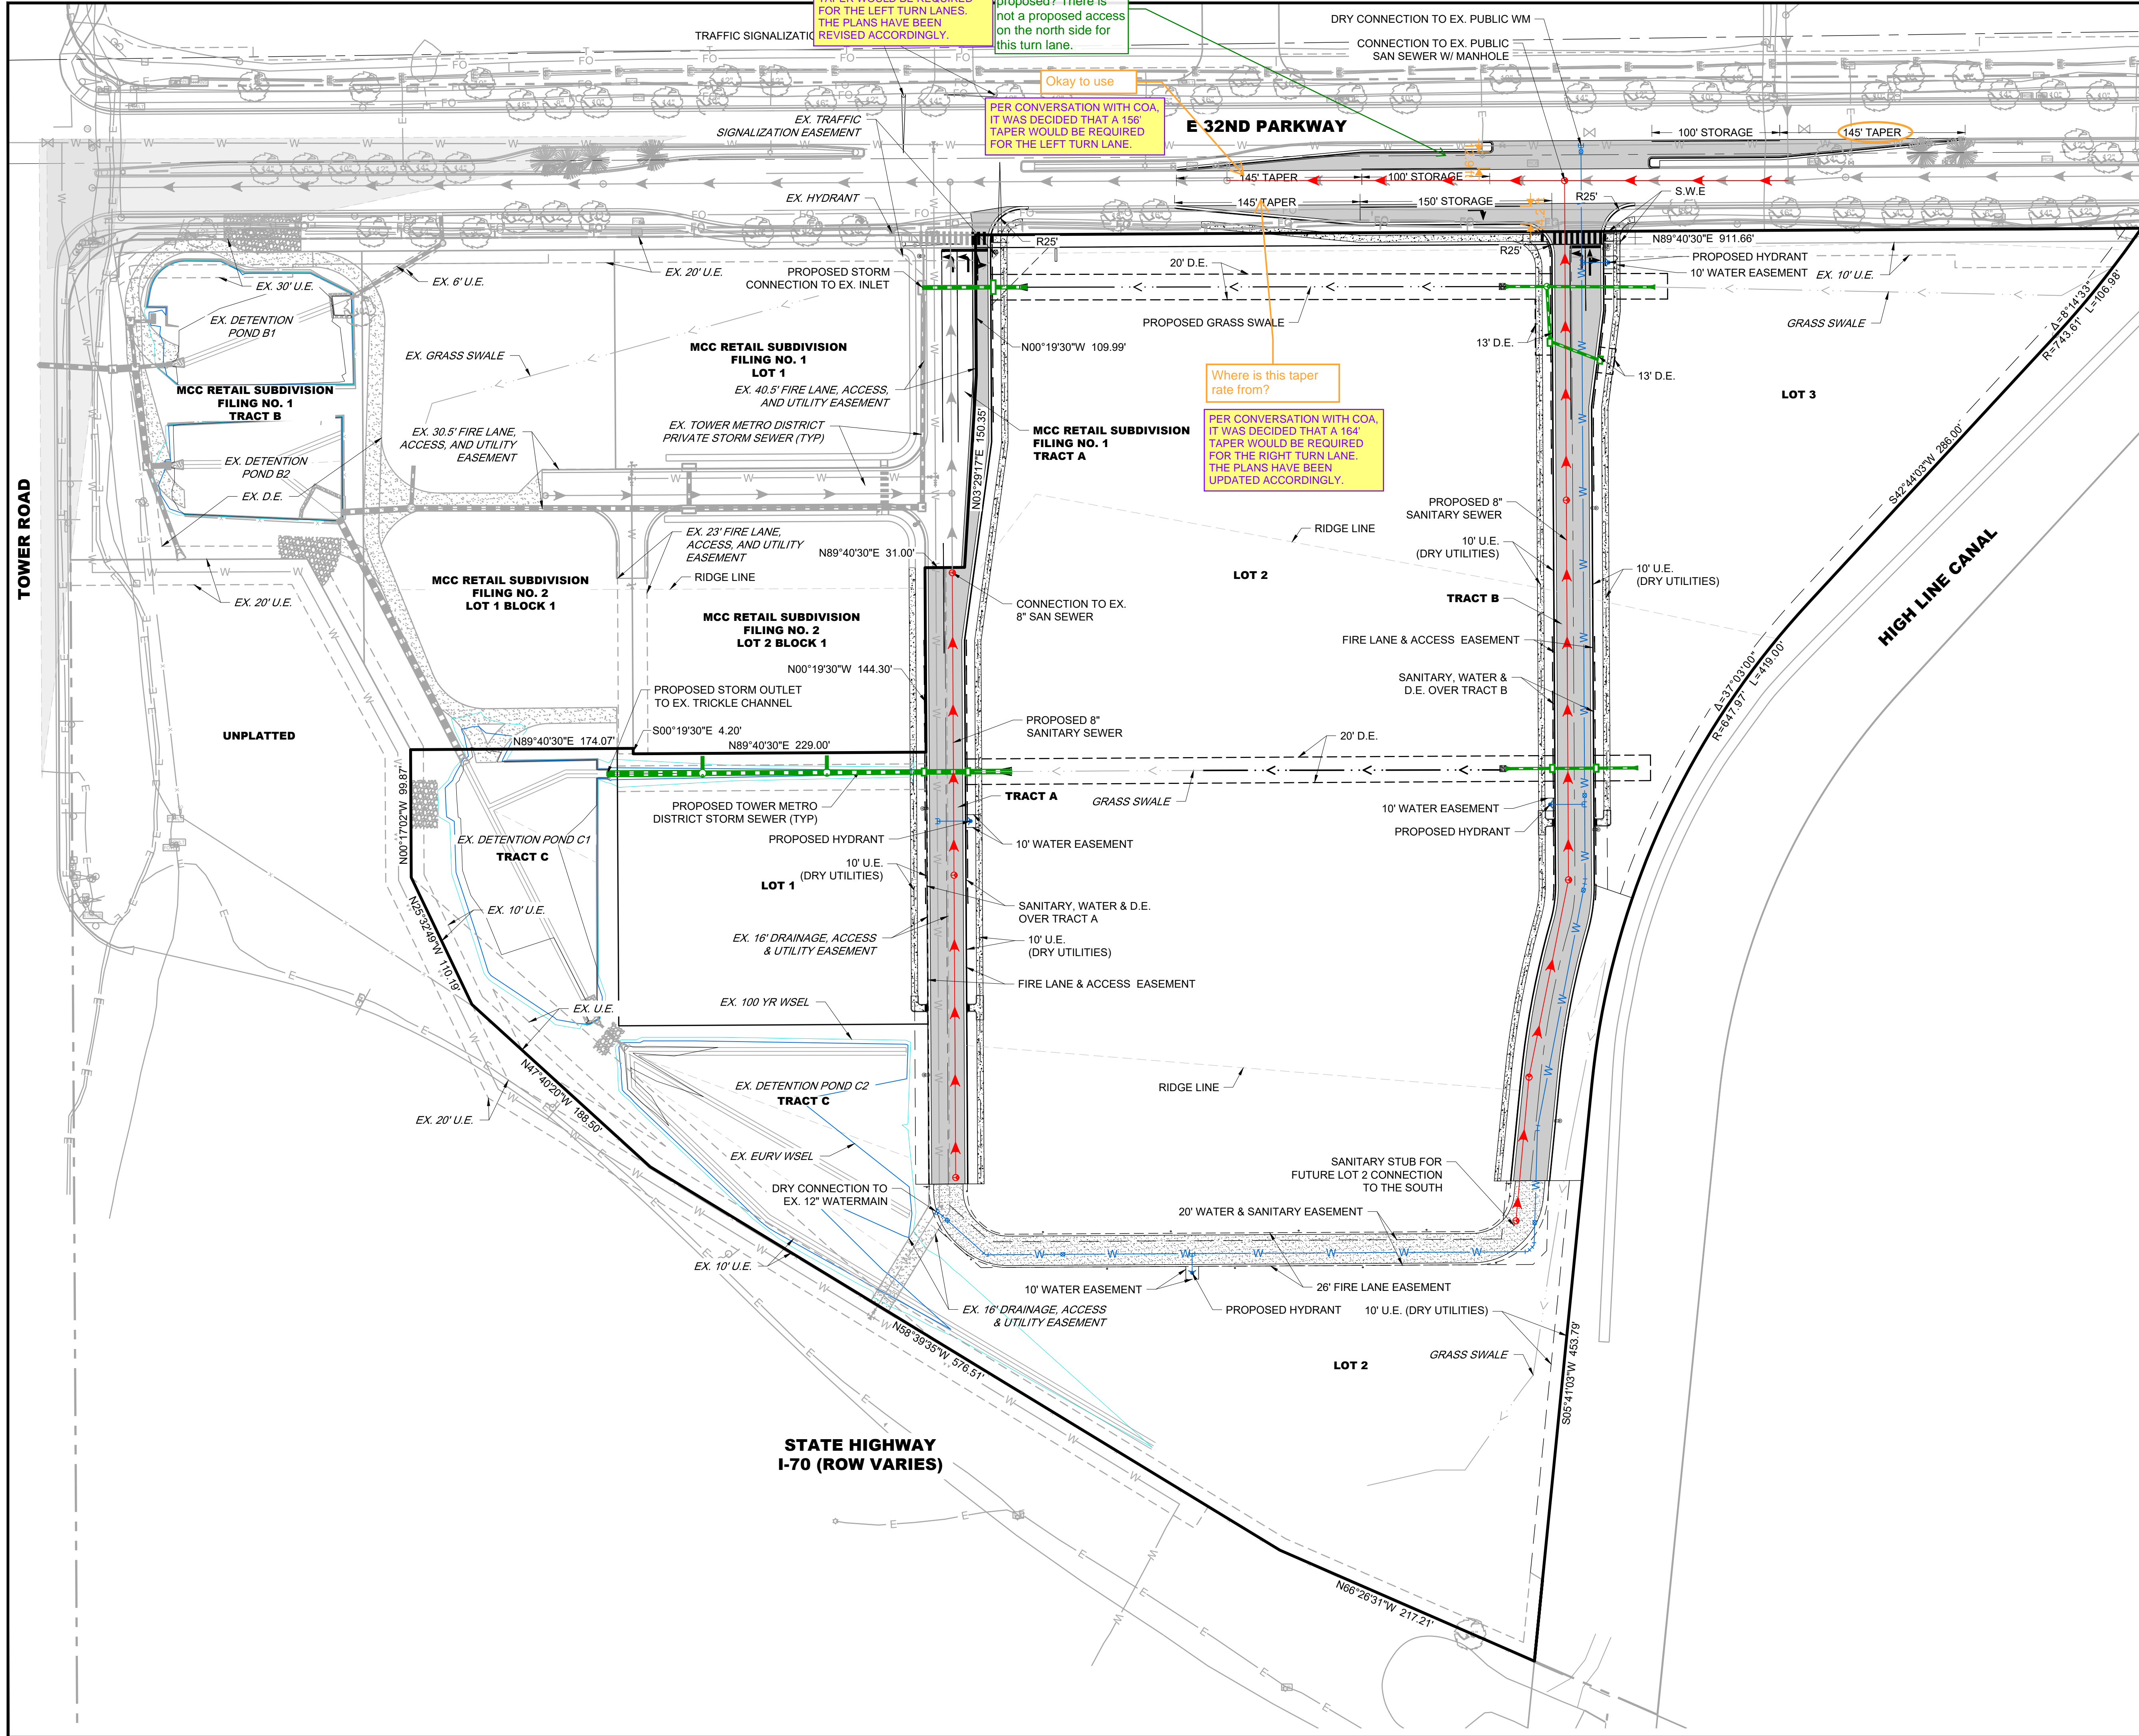 TAPER WOULD BE REQUIRED
FOR THE LEFT TURN LANES.
THE PLANS HAVE BEEN
REVISED ACCORDINGLY.
proposed? There is
not a proposed access
on the north side for
this turn lane.
TRAFFIC SIGNALIZATIO
DRY CONNECTION TO EX. PUBLIC WM
CONNECTION TO EX. PUBLIC
SAN SEWER W/ MANHOLE
Okay to use
PER CONVERSATION WITH COA,
IT WAS DECIDED THAT A 156'
TAPER WOULD BE REQUIRED
FOR THE LEFT TURN LANE.
E 32ND PARKWAY
EX. TRAFFIC
SIGNALIZATION EASEMENT
100' STORAGE
145' TAPER
145' TAPER
100' STORAGE
145' TAPER
150' STORAGE
R25'
S.W.E
EX. HYDRANT
R25'
R25'
N89°40'30"E 911.66'
PROPOSED HYDRANT
10' WATER EASEMENT
EX. 10' U.E.
EX. 30' U.E.
EX. 6' U.E.
EX. 20' U.E.
PROPOSED STORM
CONNECTION TO EX. INLET
20' D.E.
PROPOSED GRASS SWALE
GRASS SWALE
Δ=8°14'33"
R=743.61' L=106.98'
EX. DETENTION
POND B1
MCC RETAIL SUBDIVISION
FILING NO. 1
TRACT B
EX. GRASS SWALE
MCC RETAIL SUBDIVISION
FILING NO. 1
LOT 1
N00°19'30"W 109.99'
13' D.E.
13' D.E.
LOT 3
Where is this taper
rate from?
EX. 40.5' FIRE LANE, ACCESS,
AND UTILITY EASEMENT
PER CONVERSATION WITH COA,
IT WAS DECIDED THAT A 164'
TAPER WOULD BE REQUIRED
FOR THE RIGHT TURN LANE.
THE PLANS HAVE BEEN
UPDATED ACCORDINGLY.
EX. TOWER METRO DISTRICT
PRIVATE STORM SEWER (TYP)
MCC RETAIL SUBDIVISION
FILING NO. 1
TRACT A
EX. 30.5' FIRE LANE,
ACCESS, AND UTILITY
EASEMENT
N03°29'17"E 150.35'
EX. DETENTION
POND B2
EX. D.E.
TOWER ROAD
S42°44'03"W 286.00'
PROPOSED 8"
SANITARY SEWER
RIDGE LINE
EX. 23' FIRE LANE,
ACCESS, AND UTILITY
EASEMENT
N89°40'30"E 31.00'
RIDGE LINE
10' U.E.
(DRY UTILITIES)
10' U.E.
(DRY UTILITIES)
LOT 2
HIGH LINE CANAL
MCC RETAIL SUBDIVISION
FILING NO. 2
LOT 1 BLOCK 1
EX. 20' U.E.
MCC RETAIL SUBDIVISION
FILING NO. 2
LOT 2 BLOCK 1
CONNECTION TO EX.
8" SAN SEWER
TRACT B
FIRE LANE & ACCESS EASEMENT
N00°19'30"W 144.30'
SANITARY, WATER &
D.E. OVER TRACT B
Δ=37°03'00"
R=647.97' L=419.00'
PROPOSED STORM OUTLET
TO EX. TRICKLE CHANNEL
PROPOSED 8"
SANITARY SEWER
UNPLATTED
N89°40'30"E 174.07'
S00°19'30"E 4.20'
N89°40'30"E 229.00'
20' D.E.
N00°17'02"W 99.87'
PROPOSED TOWER METRO
DISTRICT STORM SEWER (TYP)
TRACT A
GRASS SWALE
10' WATER EASEMENT
PROPOSED HYDRANT
PROPOSED HYDRANT
10' WATER EASEMENT
EX. DETENTION POND C1
TRACT C
10' U.E.
(DRY UTILITIES)
LOT 1
EX. 10' U.E.
N25°32'49"W 110.19'
SANITARY, WATER & D.E.
OVER TRACT A
EX. 16' DRAINAGE, ACCESS
& UTILITY EASEMENT
10' U.E.
(DRY UTILITIES)
FIRE LANE & ACCESS EASEMENT
EX. 100 YR WSEL
EX. U.E.
N47°40'20"W 188.50'
EX. 20' U.E.
EX. DETENTION POND C2
TRACT C
RIDGE LINE
EX. EURV WSEL
DRY CONNECTION TO
EX. 12" WATERMAIN
SANITARY STUB FOR
FUTURE LOT 2 CONNECTION
TO THE SOUTH
20' WATER & SANITARY EASEMENT
EX. 10' U.E.
10' WATER EASEMENT
26' FIRE LANE EASEMENT
EX. 16' DRAINAGE, ACCESS
& UTILITY EASEMENT
PROPOSED HYDRANT
10' U.E. (DRY UTILITIES)
N58°39'35"W 576.51'
GRASS SWALE
LOT 2
S05°41'03"W 453.79'
STATE HIGHWAY
I-70 (ROW VARIES)
N66°26'31"W 217.21'